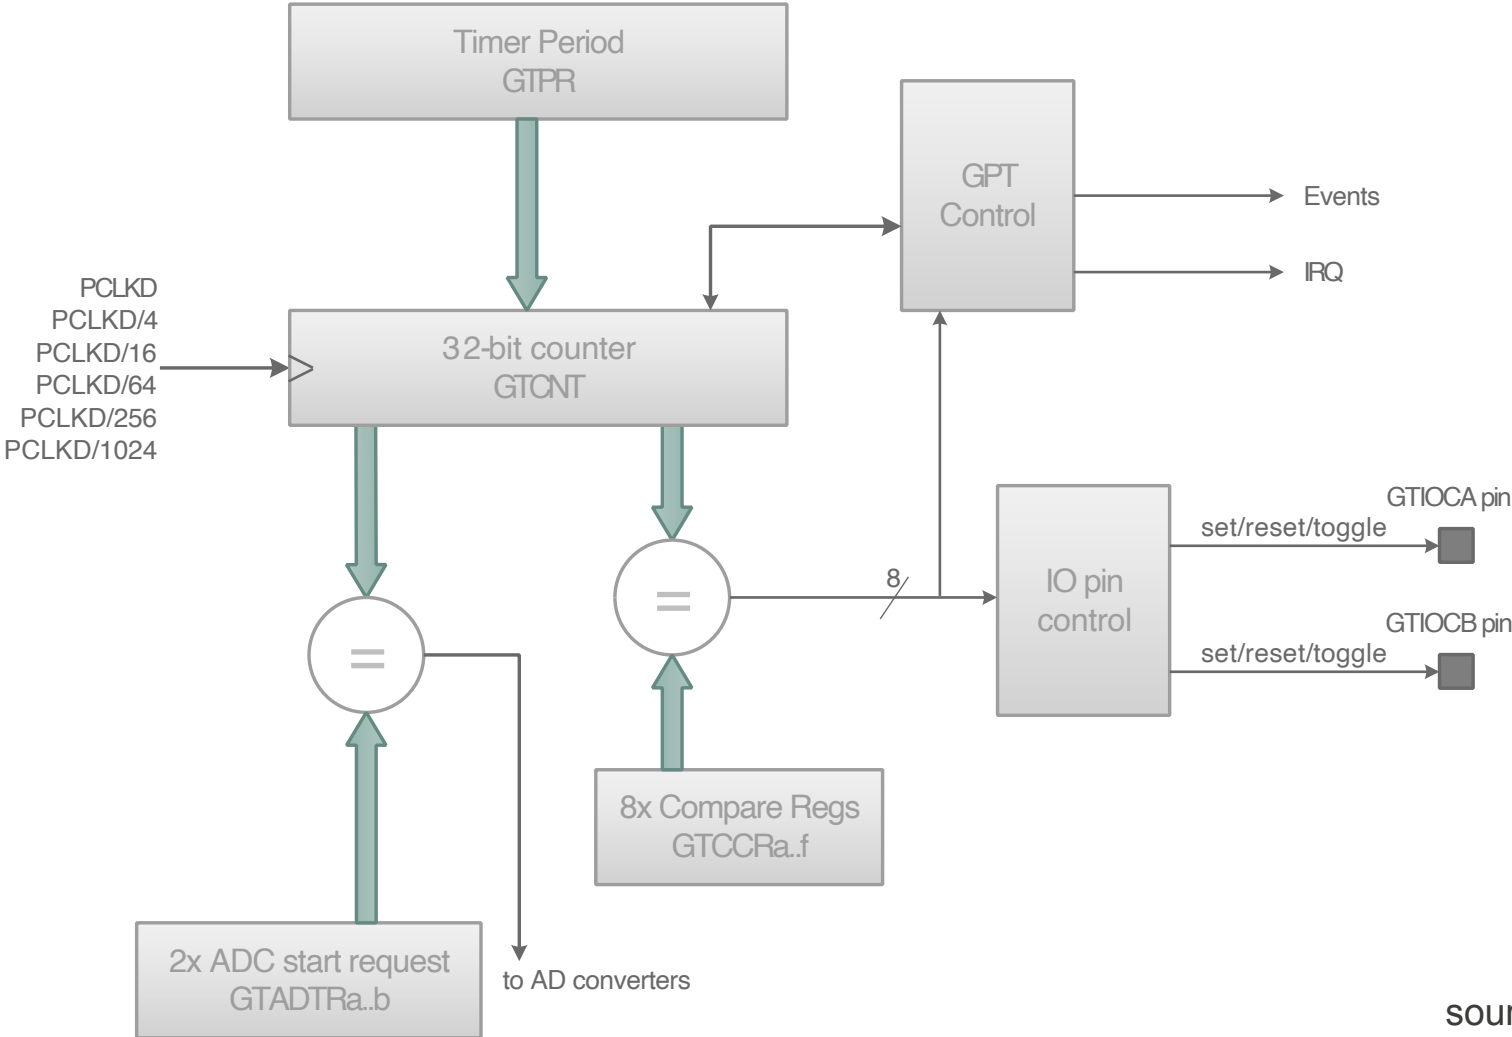 Timer Period
GTPR
GPT
Control
Events
IRQ
PCLKD
PCLKD/4
PCLKD/16
PCLKD/64
PCLKD/256
PCLKD/1024
32-bit counter
GTCNT
8
IO pin
control
set/reset/toggle
GTIOCA pin
set/reset/toggle
GTIOCB pin
=
=
8x Compare Regs
GTCCRa..f
2x ADC start request
GTADTRa..b
to AD converters